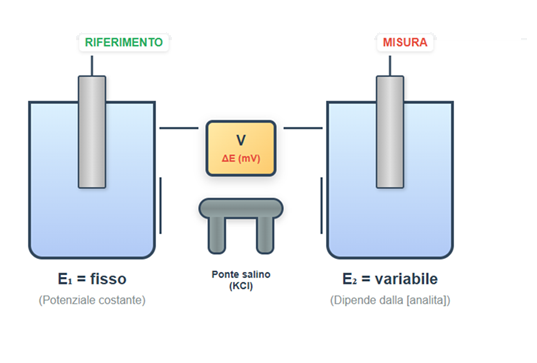 RIFERIMENTO
MISURA
V
ΔE (mV)
Ponte salino
(KCl)
E₁ = fisso
(Potenziale costante)
E₂ = variabile
(Dipende dalla [analita])